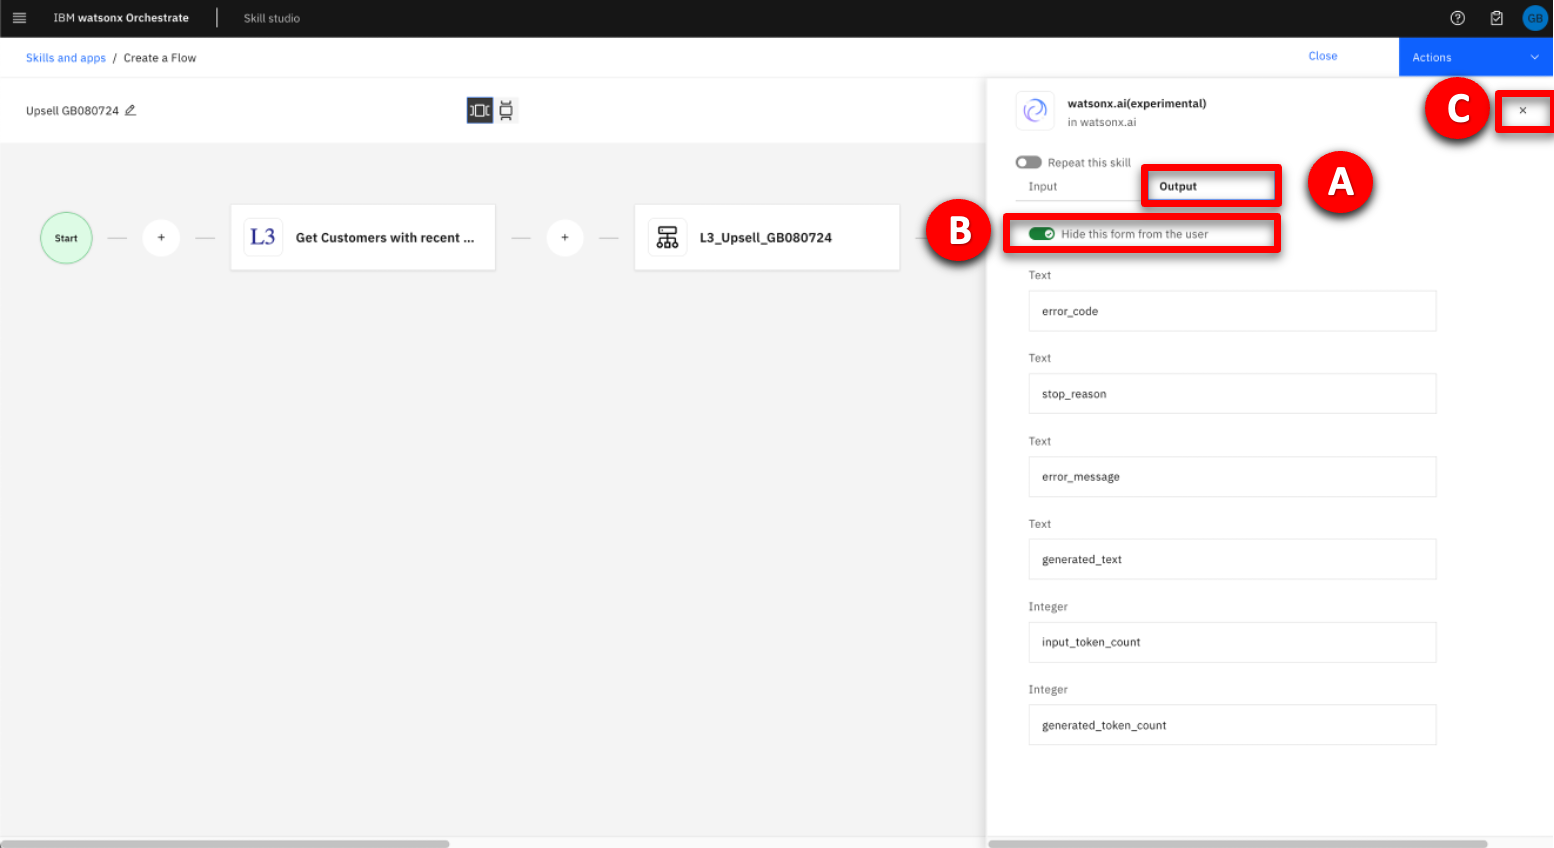 IBM watsonx Orchestrate
Skill studio
GB
Skills and apps / Create a Flow
Close
Actions
Upsell GB080724
watsonx.ai(experimental)
in watsonx.ai
C
×
Repeat this skill
Input
Output
A
B
Hide this form from the user
Start
+
L3
Get Customers with recent ...
+
L3_Upsell_GB080724
Text
error_code
Text
stop_reason
Text
error_message
Text
generated_text
Integer
input_token_count
Integer
generated_token_count